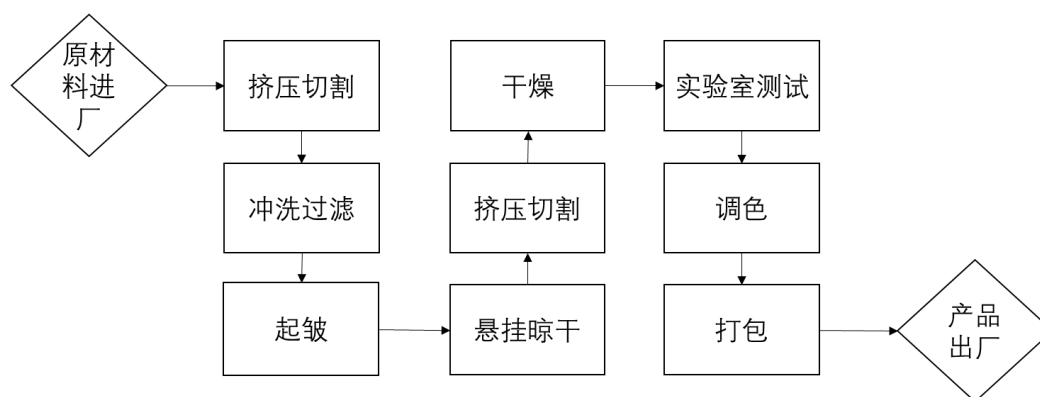 原材
料进
厂
挤压切割
冲洗过滤
起皱
悬挂晾干
挤压切割
干燥
实验室测试
调色
打包
产品
出厂